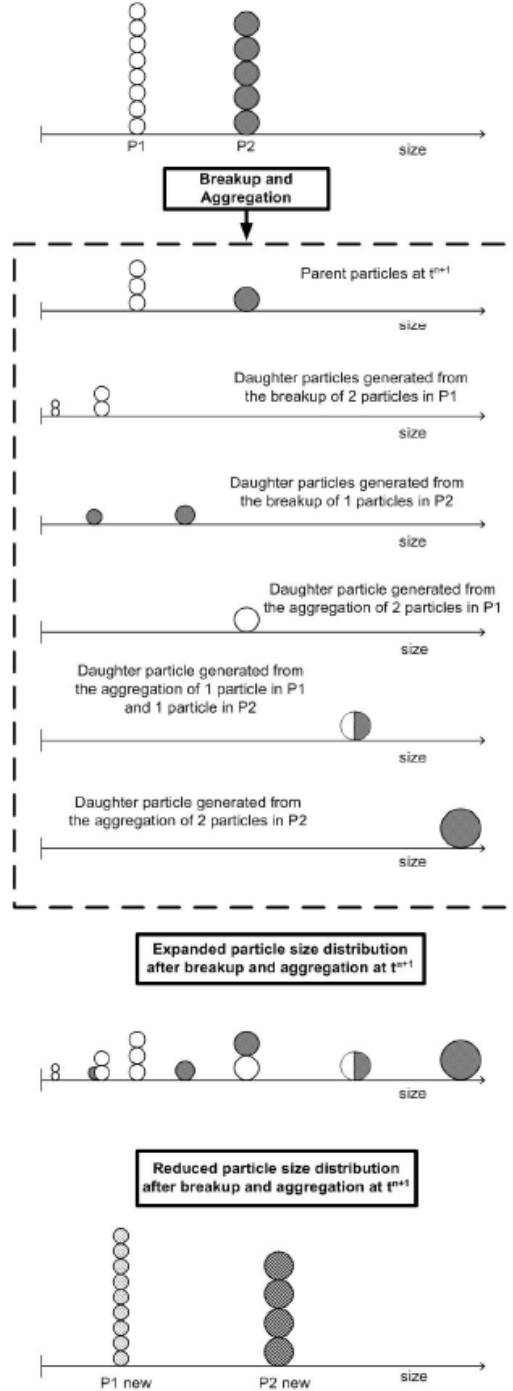 P1 P2 size
Breakup and
Aggregation
Parent particles at tⁿ⁺¹
size
Daughter particles generated from
the breakup of 2 particles in P1
size
Daughter particles generated from
the breakup of 1 particles in P2
size
Daughter particle generated from
the aggregation of 2 particles in P1
size
Daughter particle generated from
the aggregation of 1 particle in P1
and 1 particle in P2
size
Daughter particle generated from
the aggregation of 2 particles in P2
size
Expanded particle size distribution
after breakup and aggregation at tⁿ⁺¹
size
Reduced particle size distribution
after breakup and aggregation at tⁿ⁺¹
P1 new P2 new size